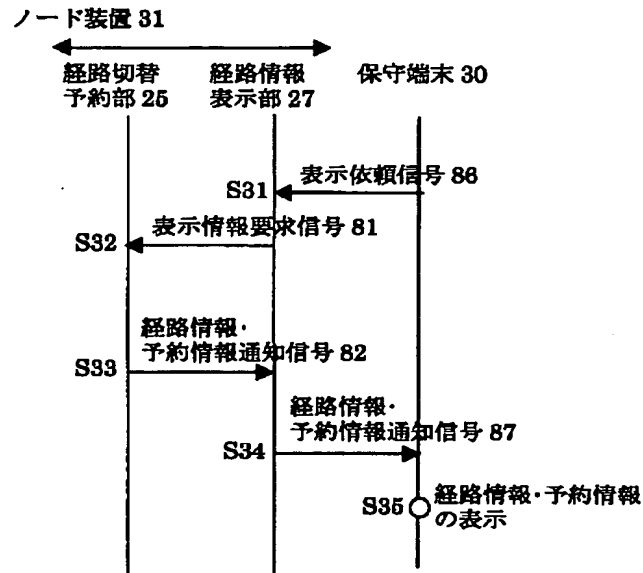 ノード装置 31
経路切替
予約部 25
経路情報
表示部 27
保守端末 30
表示依頼信号 86
S31
表示情報要求信号 81
S32
経路情報・
予約情報通知信号 82
S33
経路情報・
予約情報通知信号 87
S34
S35
経路情報・予約情報
の表示